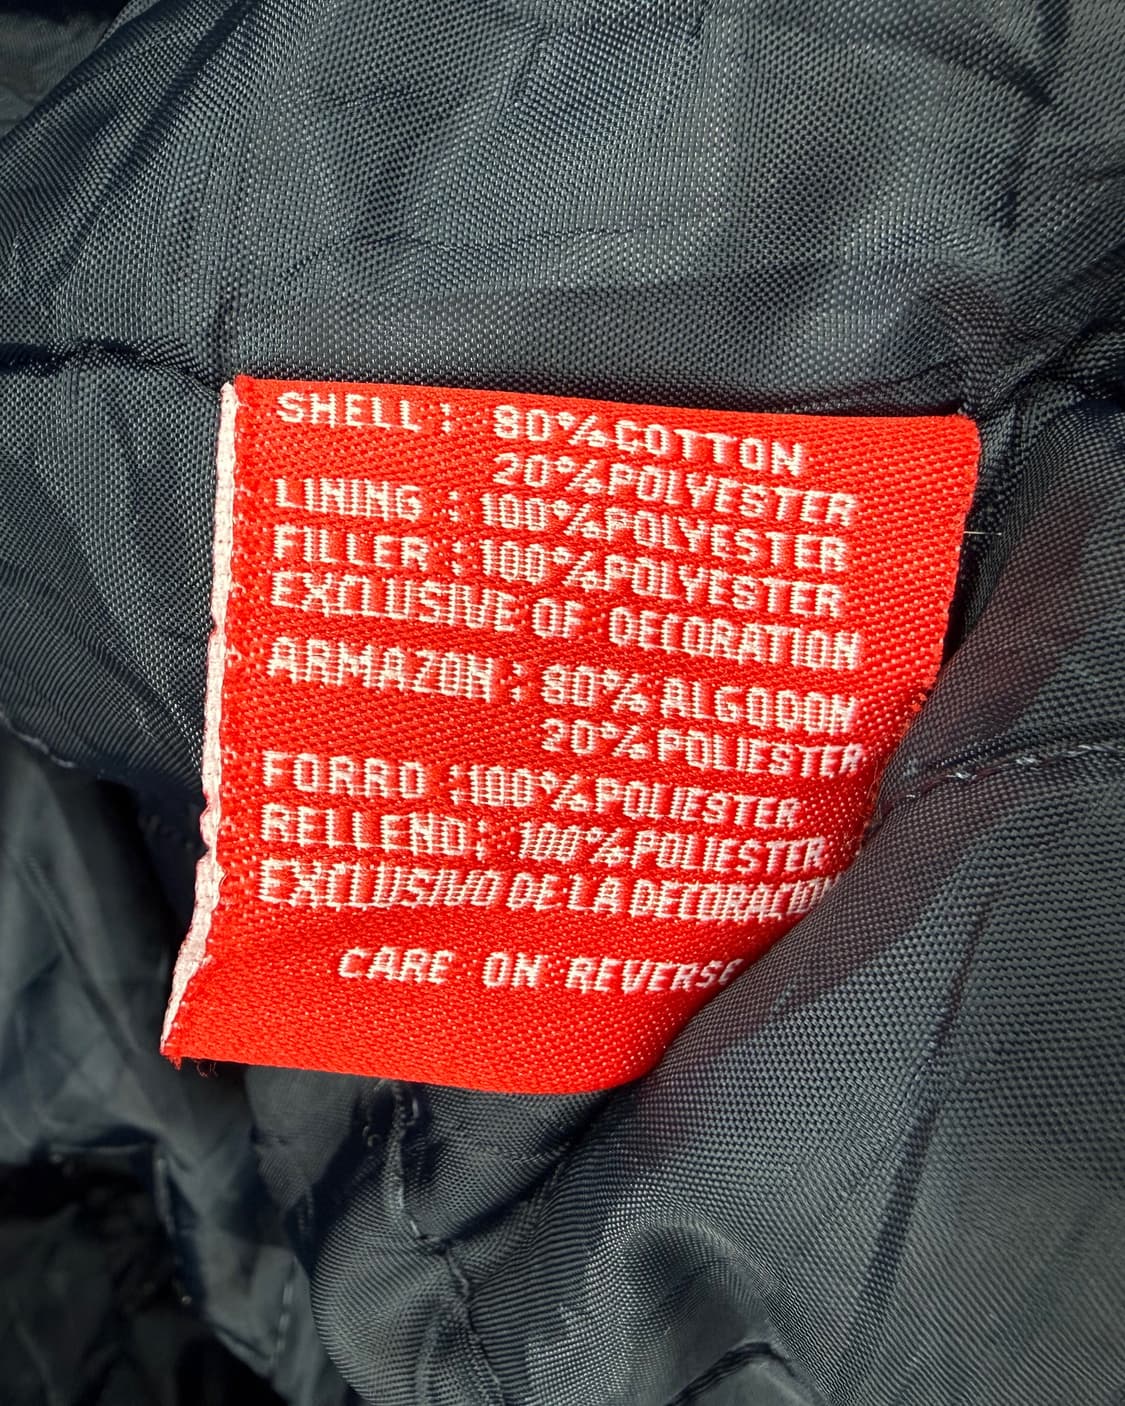 SHELL : 80%COTTON
20%POLYESTER
LINING : 100%POLYESTER
FILLER : 100%POLYESTER
EXCLUSIVE OF DECORATION
ARMAZON : 80% ALGODON
20%POLIESTER
FORRO :100%POLIESTER
RELLENO: 100%POLIESTER
EXCLUSIVO DE LA DECORACION
CARE ON REVERSE